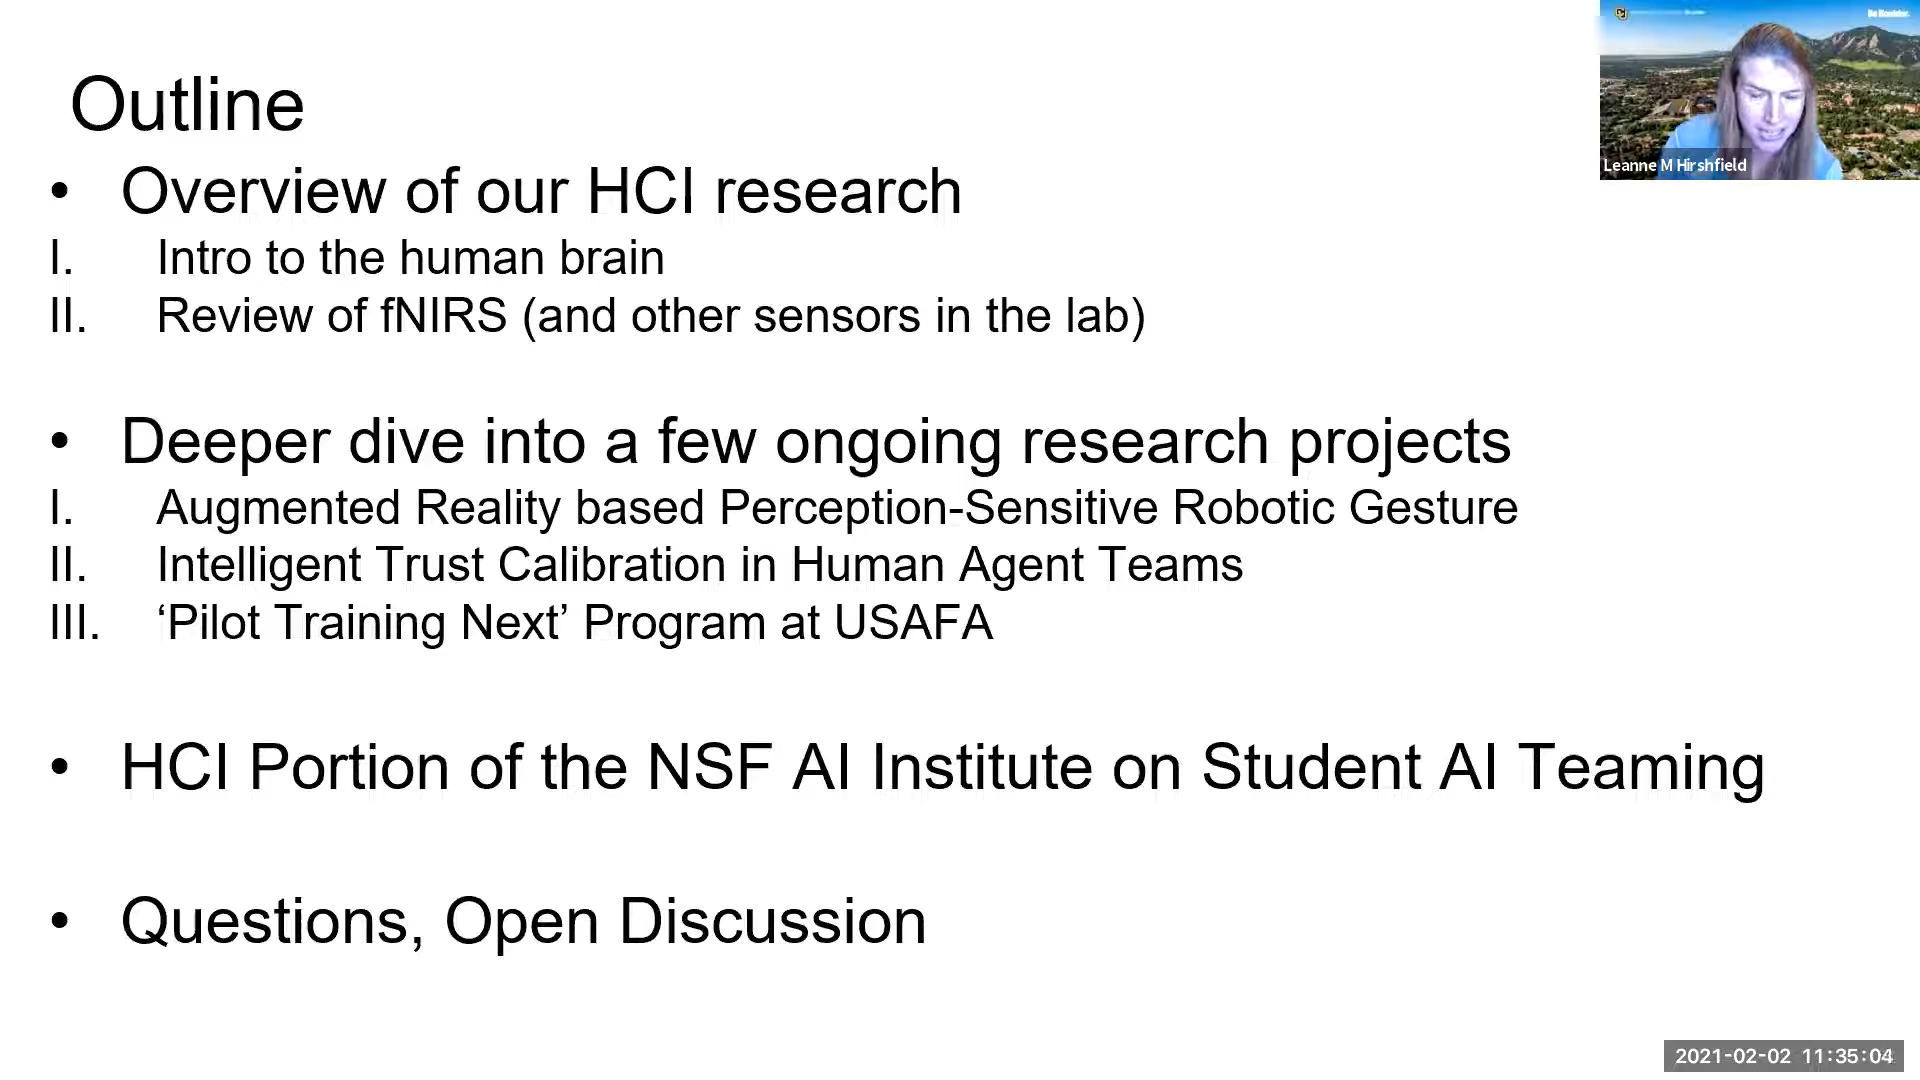 Outline
• Overview of our HCI research
I. Intro to the human brain
II. Review of fNIRS (and other sensors in the lab)
• Deeper dive into a few ongoing research projects
I. Augmented Reality based Perception-Sensitive Robotic Gesture
II. Intelligent Trust Calibration in Human Agent Teams
III. ‘Pilot Training Next’ Program at USAFA
• HCI Portion of the NSF AI Institute on Student AI Teaming
• Questions, Open Discussion
Be Boulder.
Leanne M Hirshfield
2021-02-02 11:35:04